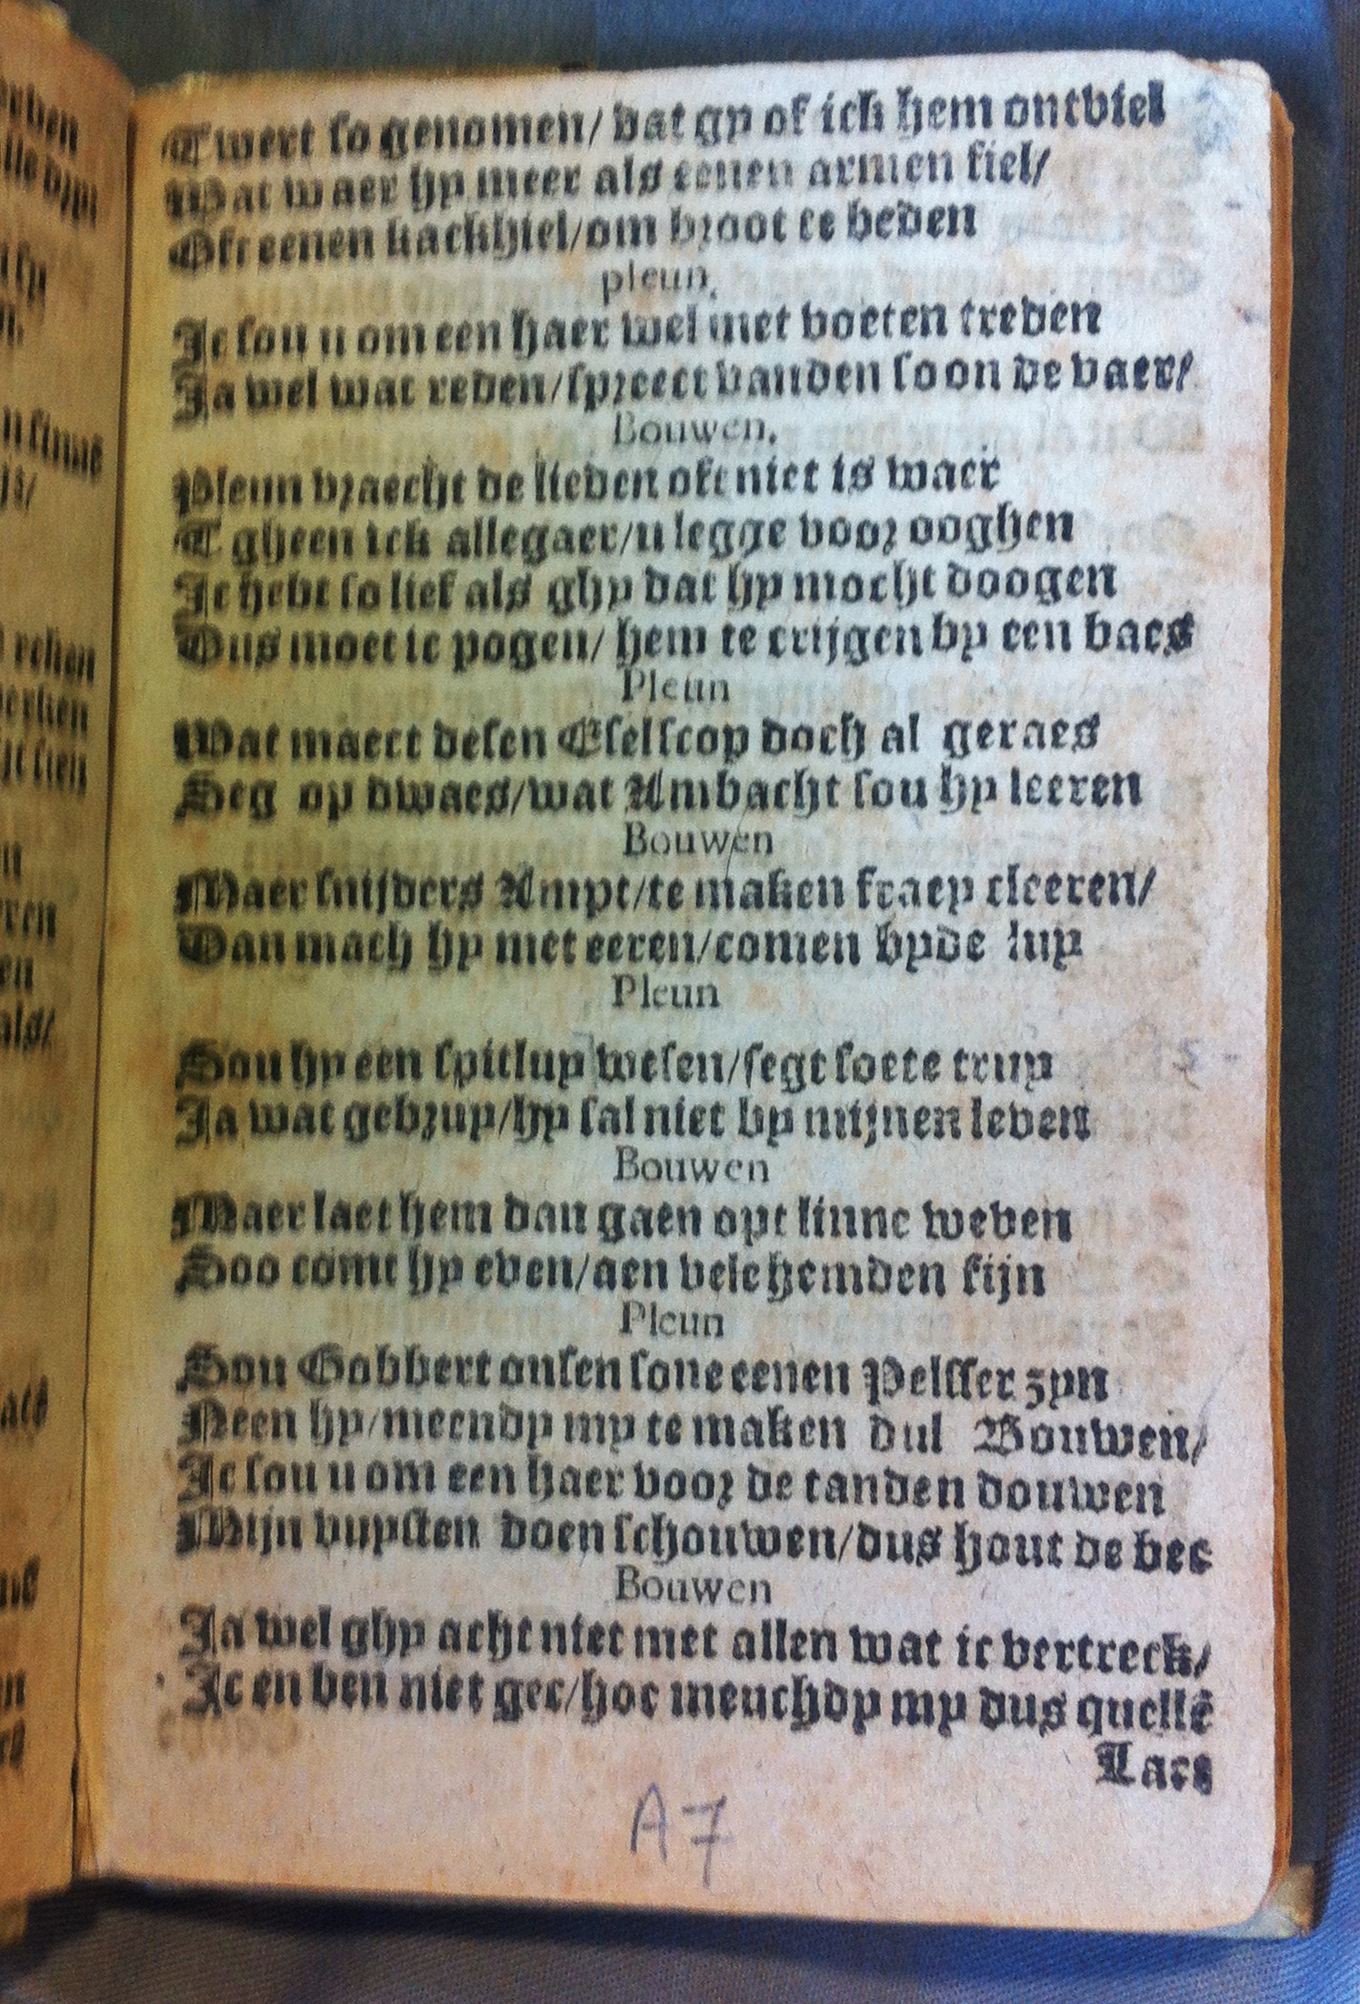 Twert so genomen/ dat gy of ick hem ontviel
Wat waer hy meer als eenen armen kiel/
Oft eenen kackhiel/om broot te beden
pleun.
Ic sou u om een haer wel met voeten treden
Ja wel wat reden/spreect vanden soon de vaer/
Bouwen.
Pleun vraecht de lieden oft niet is waer
T gheen ick allegaer/u legge voor ooghen
Ic hebt so lief als ghy dat hy mocht doogen
Dus moet ic pogen/ hem te crijgen by een baes
Pleun
Wat maect desen Eselscop doch al geraes
Seg op dwaes/wat Ambacht sou hy leeren
Bouwen
Maer snijders Ampt/te maken fraey cleeren/
Dan mach hy met eeren/comen byde luy
Pleun
Sou hy een spitluy wesen/segt soete truy
Ja wat gebruy/hy sal niet by mijnen leven
Bouwen
Maer laet hem dan gaen opt linne weven
Soo comt hy even/aen vele hemden fijn
Pleun
Sou Gobbert onsen sone eenen Pelsser zyn
Neen hy/meendy my te maken dul Bouwen/
Ic sou u om een haer voor de tanden douwen
Mijn vuysten doen schouwen/dus hout de bec
Bouwen
Ja wel ghy acht niet met allen wat ic vertreck/
Ic en ben niet gec/hoe meuchdy my dus quellē
Laet
A7